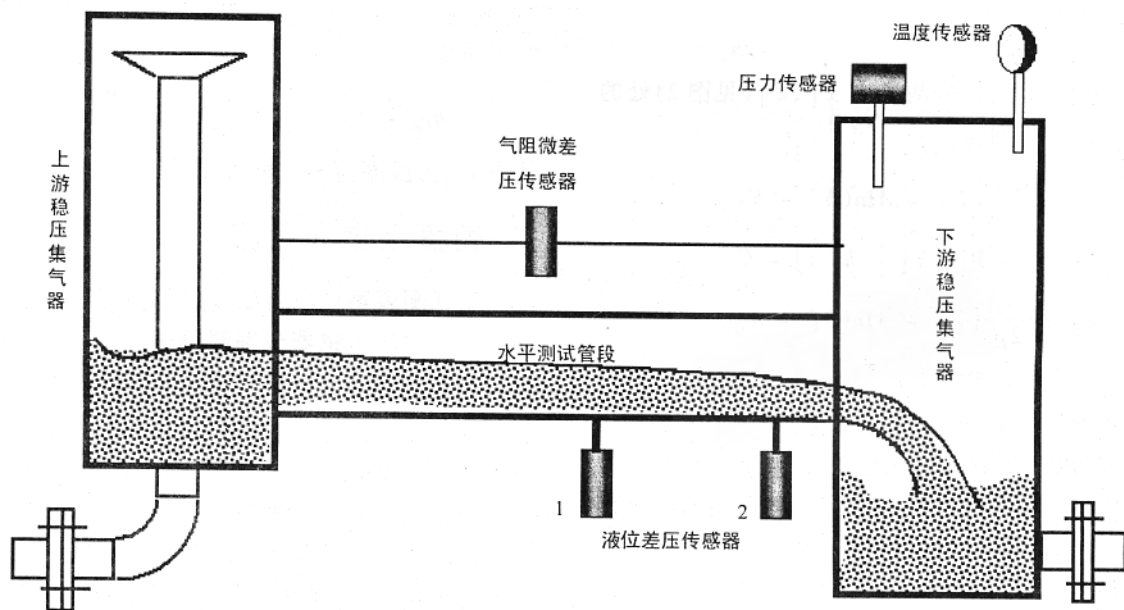 温度传感器
压力传感器
气阻微差
压传感器
上游稳压集气器
下游稳压集气器
水平测试管段
1
2
液位差压传感器